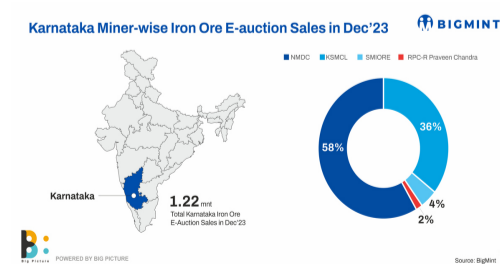 Karnataka Miner-wise Iron Ore E-auction Sales in Dec'23
BIGMINT
NMDC KSMCL SMIORE RPC-R Praveen Chandra
36%
58%
4%
2%
Karnataka
1.22 mnt
Total Karnataka Iron Ore
E-Auction Sales in Dec'23
Big Picture
POWERED BY BIG PICTURE
Source: BigMint